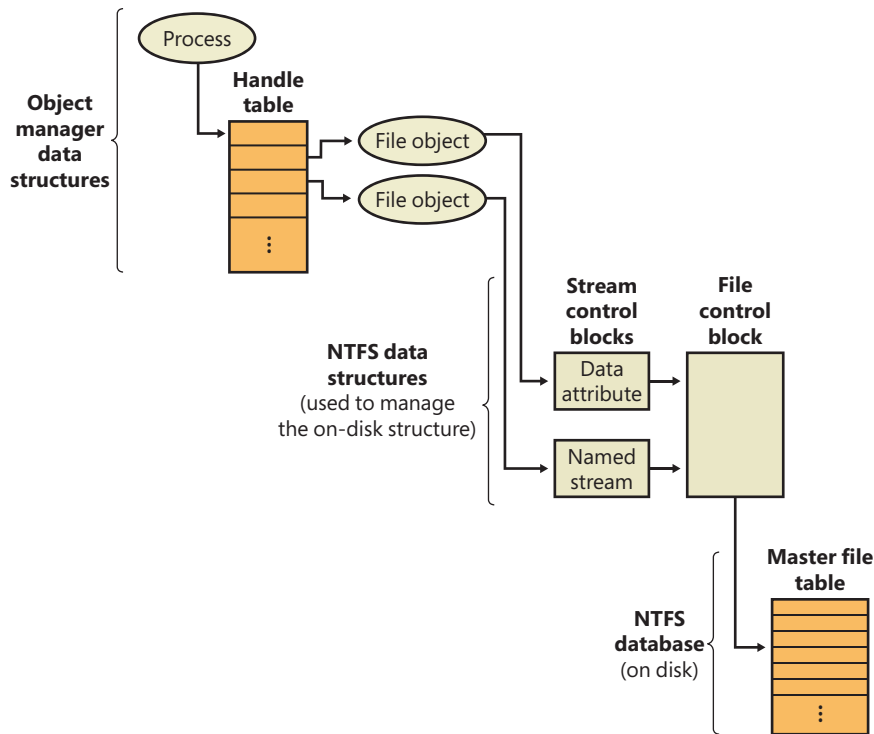 Process
Handle
table
Object
manager
data
structures
File object
File object
⋮
Stream
control
blocks
File
control
block
NTFS data
structures
(used to manage
the on-disk structure)
Data
attribute
Named
stream
Master file
table
NTFS
database
(on disk)
⋮